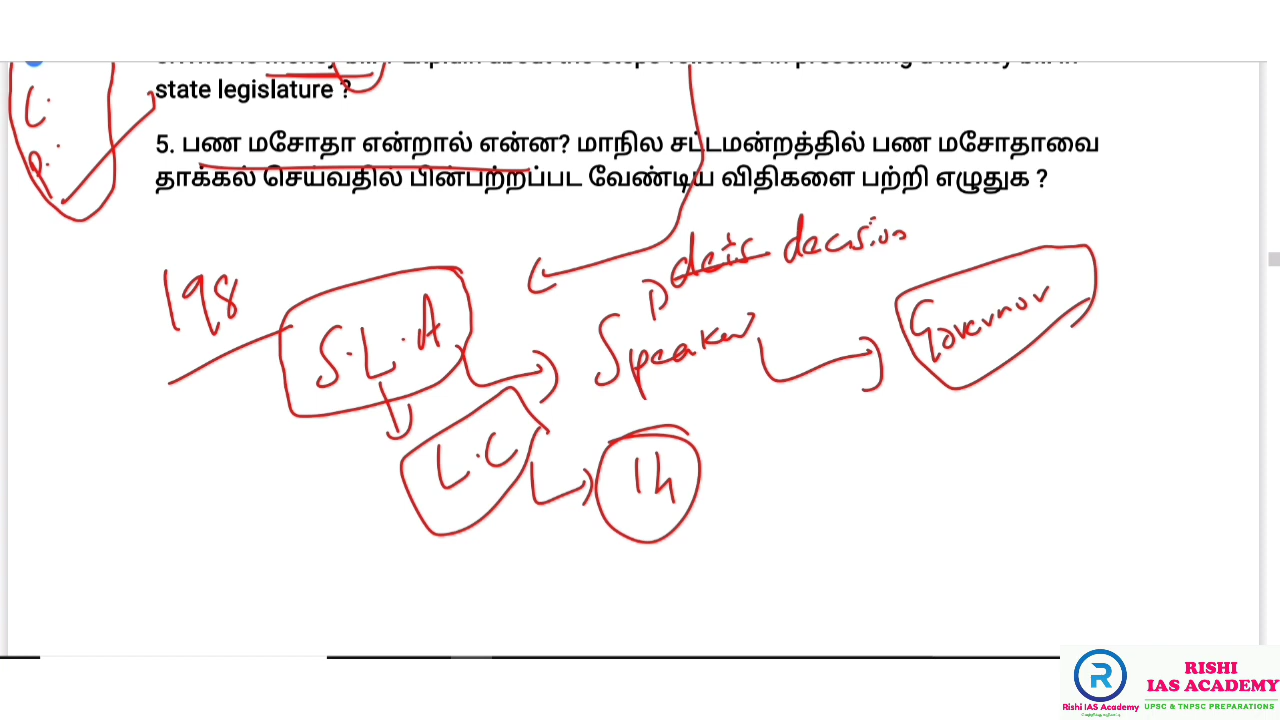 state legislature ?
5. பண மசோதா என்றால் என்ன? மாநில சட்டமன்றத்தில் பண மசோதாவை
தாக்கல் செய்வதில் பின்பற்றப்பட வேண்டிய விதிகளை பற்றி எழுதுக ?
L.
P.
decision
198
S.L.A
Speaker
Governor
L.C
14
RISHI
IAS ACADEMY
Rishi IAS Academy
UPSC & TNPSC PREPARATIONS